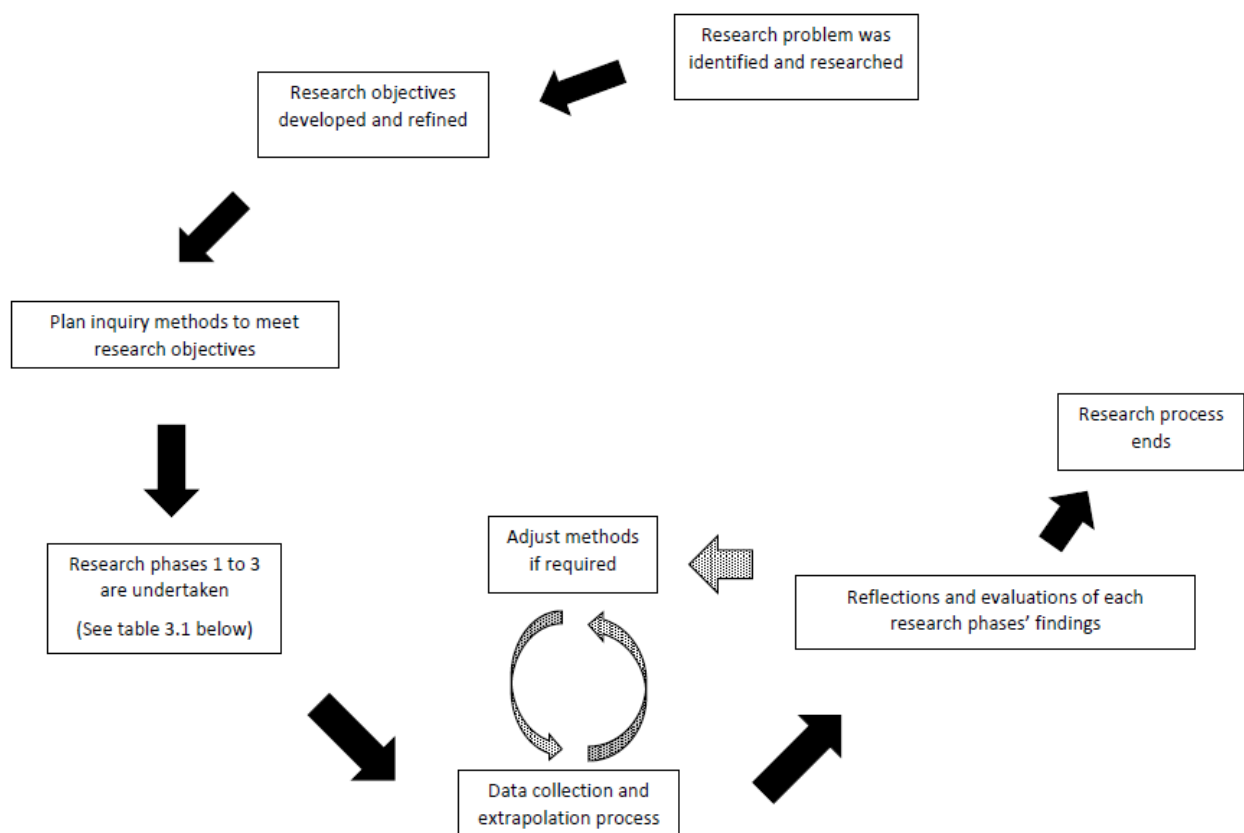 Research problem was
identified and researched
Research objectives
developed and refined
Plan inquiry methods to meet
research objectives
Research phases 1 to 3
are undertaken
(See table 3.1 below)
Data collection and
extrapolation process
Adjust methods
if required
Reflections and evaluations of each
research phases’ findings
Research process
ends